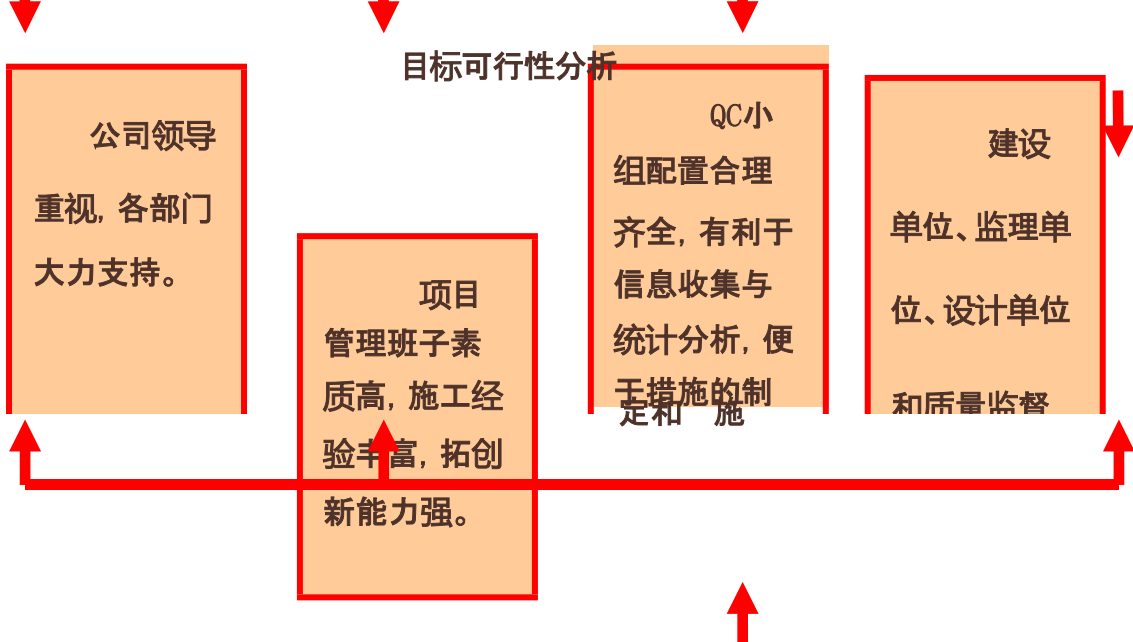 目标可行性分析
公司领导
重视, 各部门
大力支持。
项目
管理班子素
质高, 施工经
验丰富, 拓创
新能力强。
QC小
组配置合理
齐全, 有利于
信息收集与
统计分析, 便
于措施的制
定和 施
建设
单位、监理单
位、设计单位
和质量监督